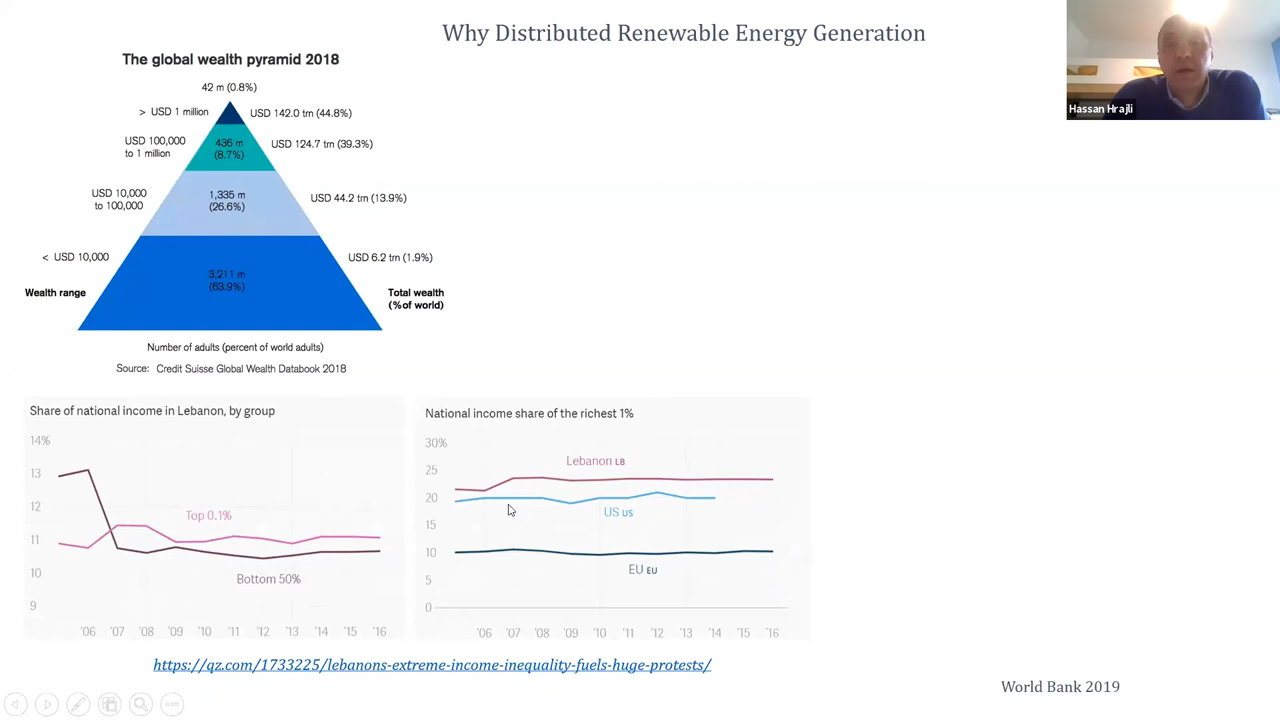 Why Distributed Renewable Energy Generation
Hassan Hrajli
The global wealth pyramid 2018
42 m (0.8%)
> USD 1 million
USD 142.0 trn (44.8%)
USD 100,000
to 1 million
436 m
(8.7%)
USD 124.7 trn (39.3%)
USD 10,000
to 100,000
1,335 m
(26.6%)
USD 44.2 trn (13.9%)
< USD 10,000
3,211 m
(63.9%)
USD 6.2 trn (1.9%)
Wealth range
Total wealth
(%of world)
Number of adults (percent of world adults)
Source: Credit Suisse Global Wealth Databook 2018
Share of national income in Lebanon, by group
14%
13
12
11
10
9
Top 0.1%
Bottom 50%
'06 '07 '08 '09 '10 '11 '12 '13 '14 '15 '16
National income share of the richest 1%
30%
25
20
15
10
5
0
Lebanon LB
US US
EU EU
'06 '07 '08 '09 '10 '11 '12 '13 '14 '15 '16
https://qz.com/1733225/lebanons-extreme-income-inequality-fuels-huge-protests/
World Bank 2019